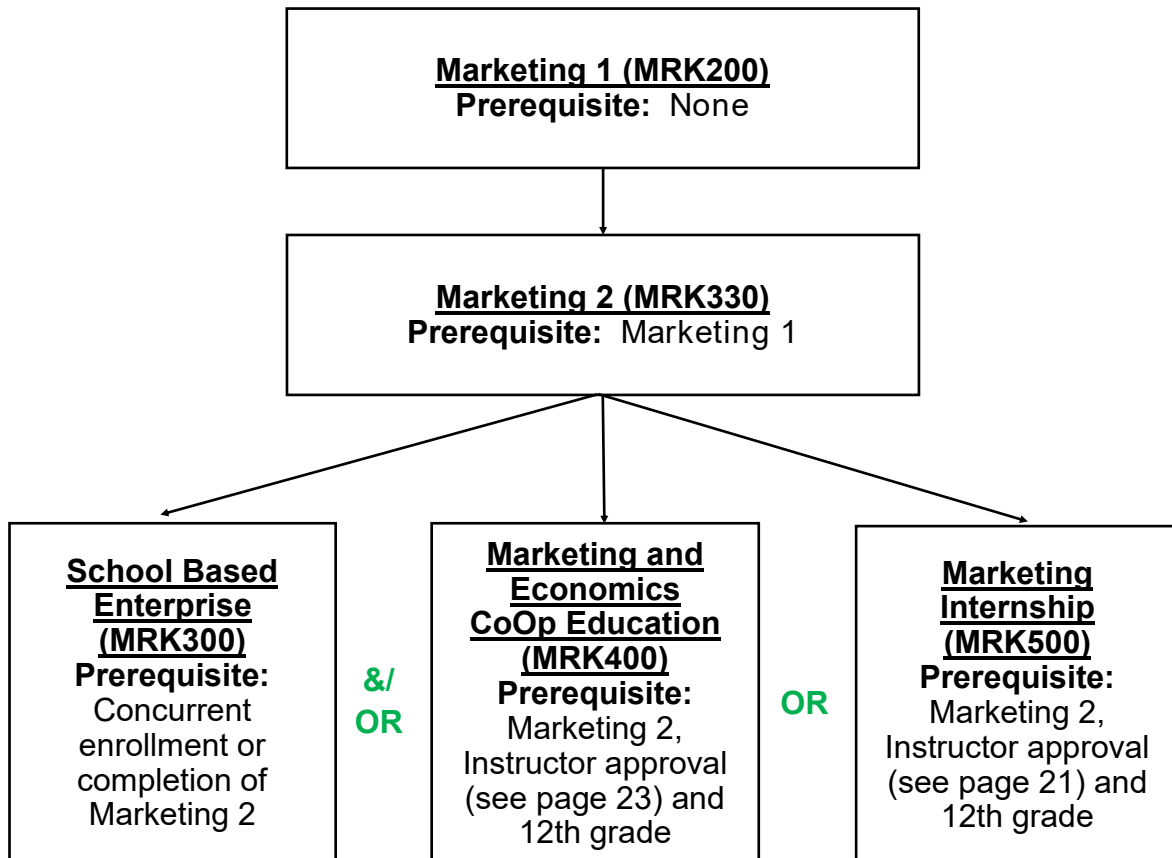 Marketing 1 (MRK200)
Prerequisite: None
Marketing 2 (MRK330)
Prerequisite: Marketing 1
School Based
Enterprise
(MRK300)
Prerequisite:
Concurrent
enrollment or
completion of
Marketing 2
&/
OR
Marketing and
Economics
CoOp Education
(MRK400)
Prerequisite:
Marketing 2,
Instructor approval
(see page 23) and
12th grade
OR
Marketing
Internship
(MRK500)
Prerequisite:
Marketing 2,
Instructor approval
(see page 21) and
12th grade